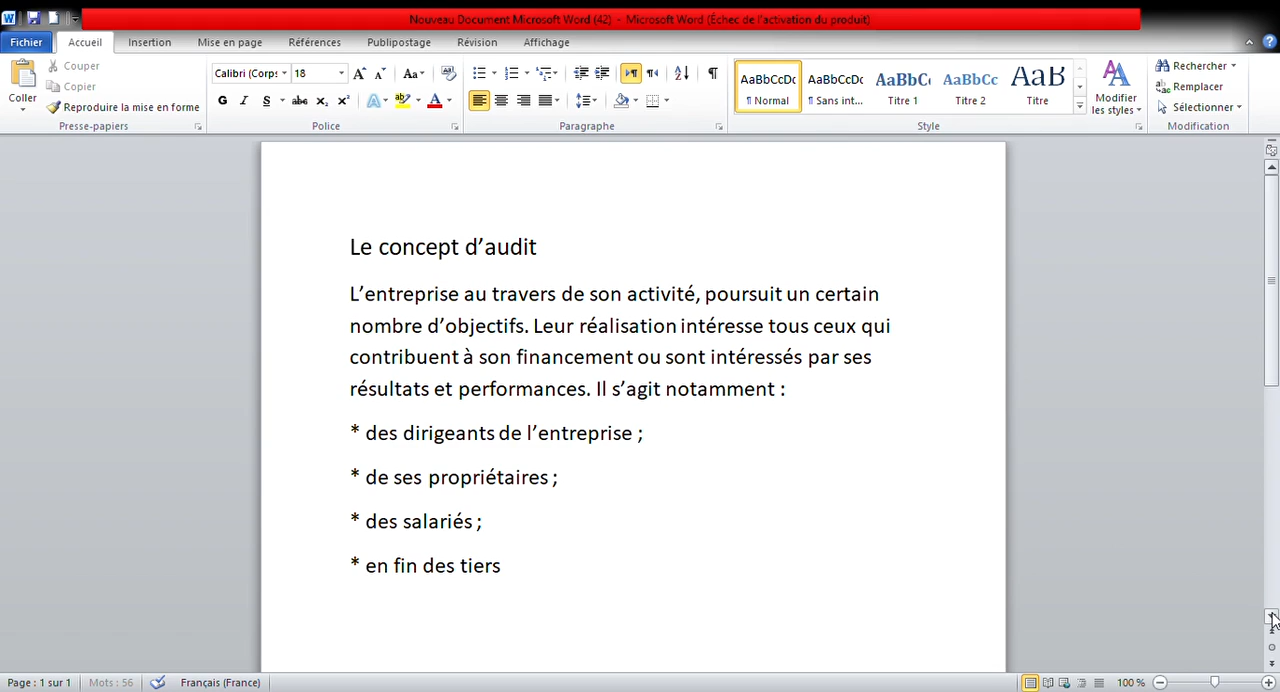 Nouveau Document Microsoft Word (42) - Microsoft Word (Échec de l'activation du produit)
Fichier Accueil Insertion Mise en page Références Publipostage Révision Affichage
Coller
Couper
Copier
Reproduire la mise en forme
Presse-papiers
Calibri (Corps 18
G I S abc x₂ x²
Aa
Police
Paragraphe
AaBbCcDc AaBbCcDc AaBbC AaBbCc AaB
¶ Normal ¶ Sans int... Titre 1 Titre 2 Titre
Modifier
les styles
Style
Rechercher
Remplacer
Sélectionner
Modification
Le concept d’audit
L’entreprise au travers de son activité, poursuit un certain
nombre d’objectifs. Leur réalisation intéresse tous ceux qui
contribuent à son financement ou sont intéressés par ses
résultats et performances. Il s’agit notamment :
* des dirigeants de l’entreprise ;
* de ses propriétaires ;
* des salariés ;
* en fin des tiers
Page : 1 sur 1 Mots : 56 Français (France) 100 %